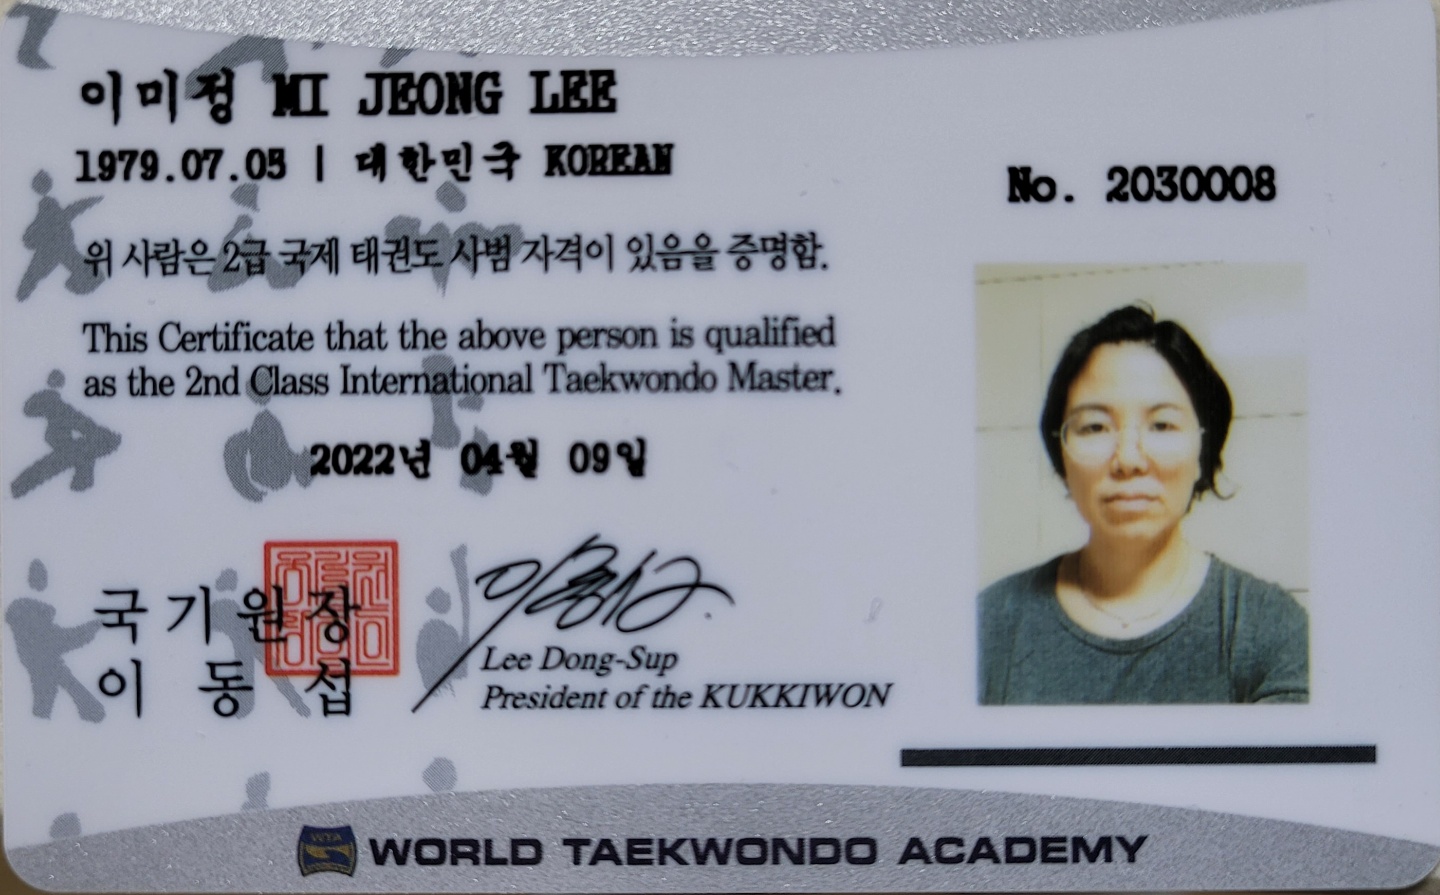 이미정 MI JEONG LEE
1979.07.05 | 대한민국 KOREAN
No. 2030008
위 사람은 2급 국제 태권도 사범 자격이 있음을 증명함.
This Certificate that the above person is qualified
as the 2nd Class International Taekwondo Master.
2022년 04월 09일
국기원장
이동섭
Lee Dong-Sup
President of the KUKKIWON
WTA
WORLD TAEKWONDO ACADEMY